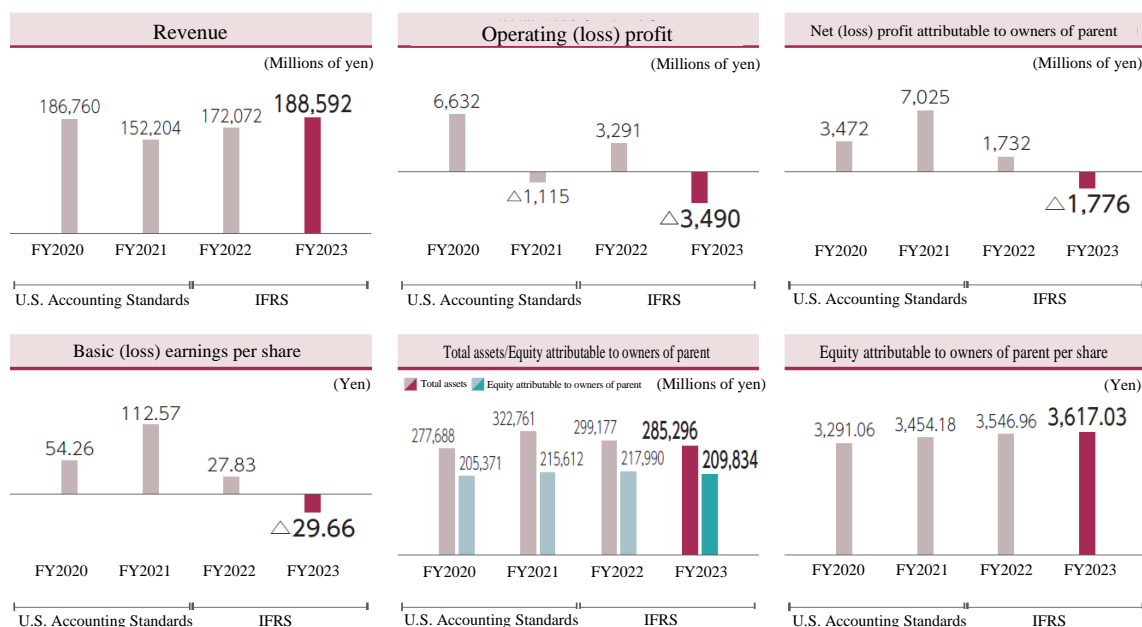 Revenue
(Millions of yen)
186,760
152,204
172,072
188,592
FY2020
FY2021
FY2022
FY2023
U.S. Accounting Standards
IFRS
Operating (loss) profit
(Millions of yen)
6,632
△1,115
3,291
△3,490
FY2020
FY2021
FY2022
FY2023
U.S. Accounting Standards
IFRS
Net (loss) profit attributable to owners of parent
(Millions of yen)
3,472
7,025
1,732
△1,776
FY2020
FY2021
FY2022
FY2023
U.S. Accounting Standards
IFRS
Basic (loss) earnings per share
(Yen)
54.26
112.57
27.83
△29.66
FY2020
FY2021
FY2022
FY2023
U.S. Accounting Standards
IFRS
Total assets/Equity attributable to owners of parent
Total assets
Equity attributable to owners of parent
(Millions of yen)
277,688
205,371
322,761
215,612
299,177
217,990
285,296
209,834
FY2020
FY2021
FY2022
FY2023
U.S. Accounting Standards
IFRS
Equity attributable to owners of parent per share
(Yen)
3,291.06
3,454.18
3,546.96
3,617.03
FY2020
FY2021
FY2022
FY2023
U.S. Accounting Standards
IFRS